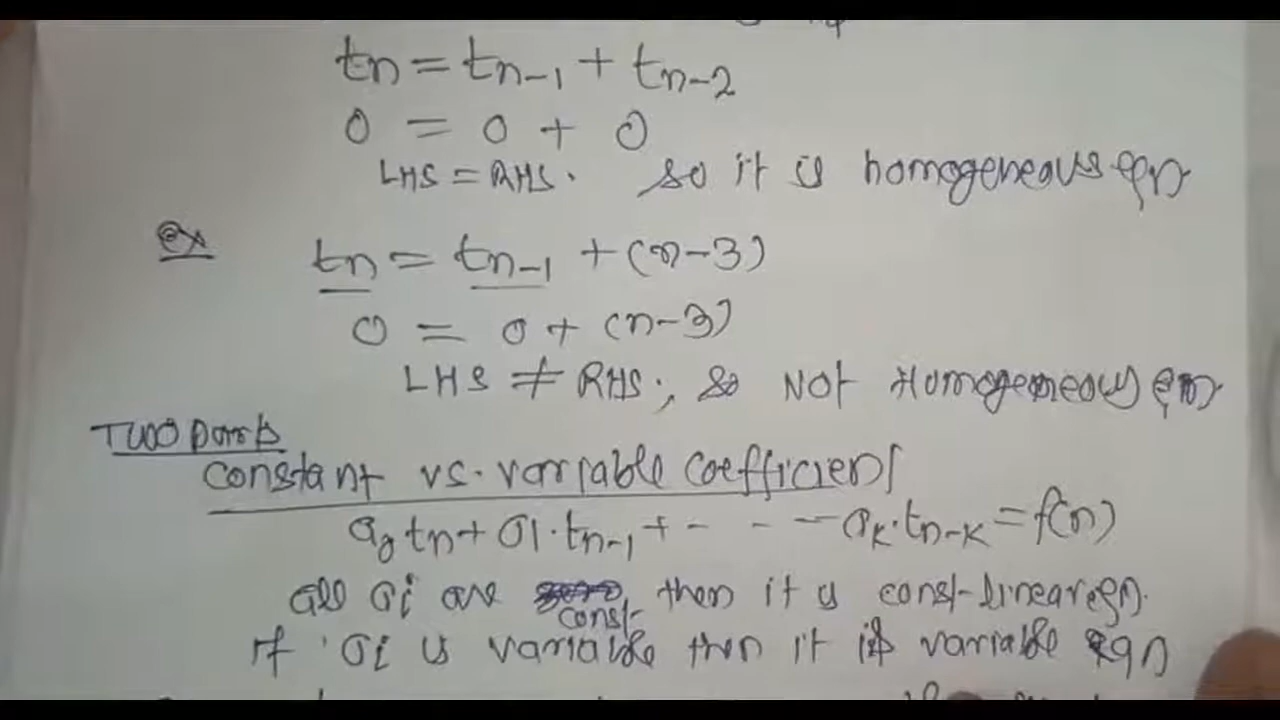 tn = tn-1 + tn-2
0 = 0 + 0
LHS = RHS. so it is homogeneous eqn
Ex tn = tn-1 + (n-3)
0 = 0 + (n-3)
LHS ≠ RHS; so NOT Homogeneous eqn
Two parts
constant vs. variable coefficient
a0 tn + a1.tn-1 + - - - ak.tn-k = f(n)
all ai are const then it is const-linear eqn.
if ai is variable then it is variable eqn